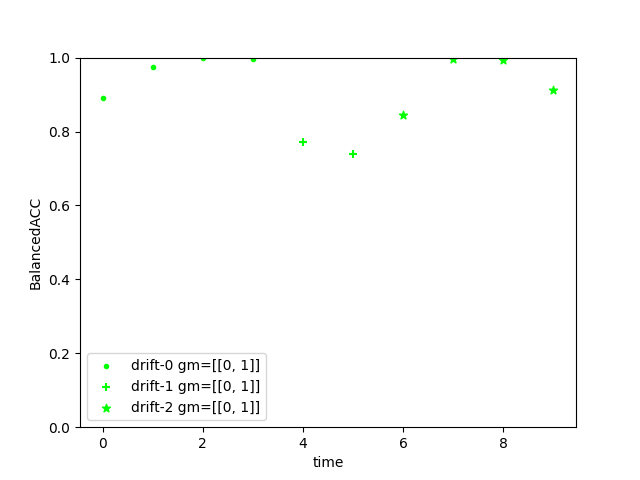 1.0
0.8
0.6
0.4
0.2
0.0
BalancedACC
drift-0 gm=[[0, 1]]
drift-1 gm=[[0, 1]]
drift-2 gm=[[0, 1]]
0 2 4 6 8
time